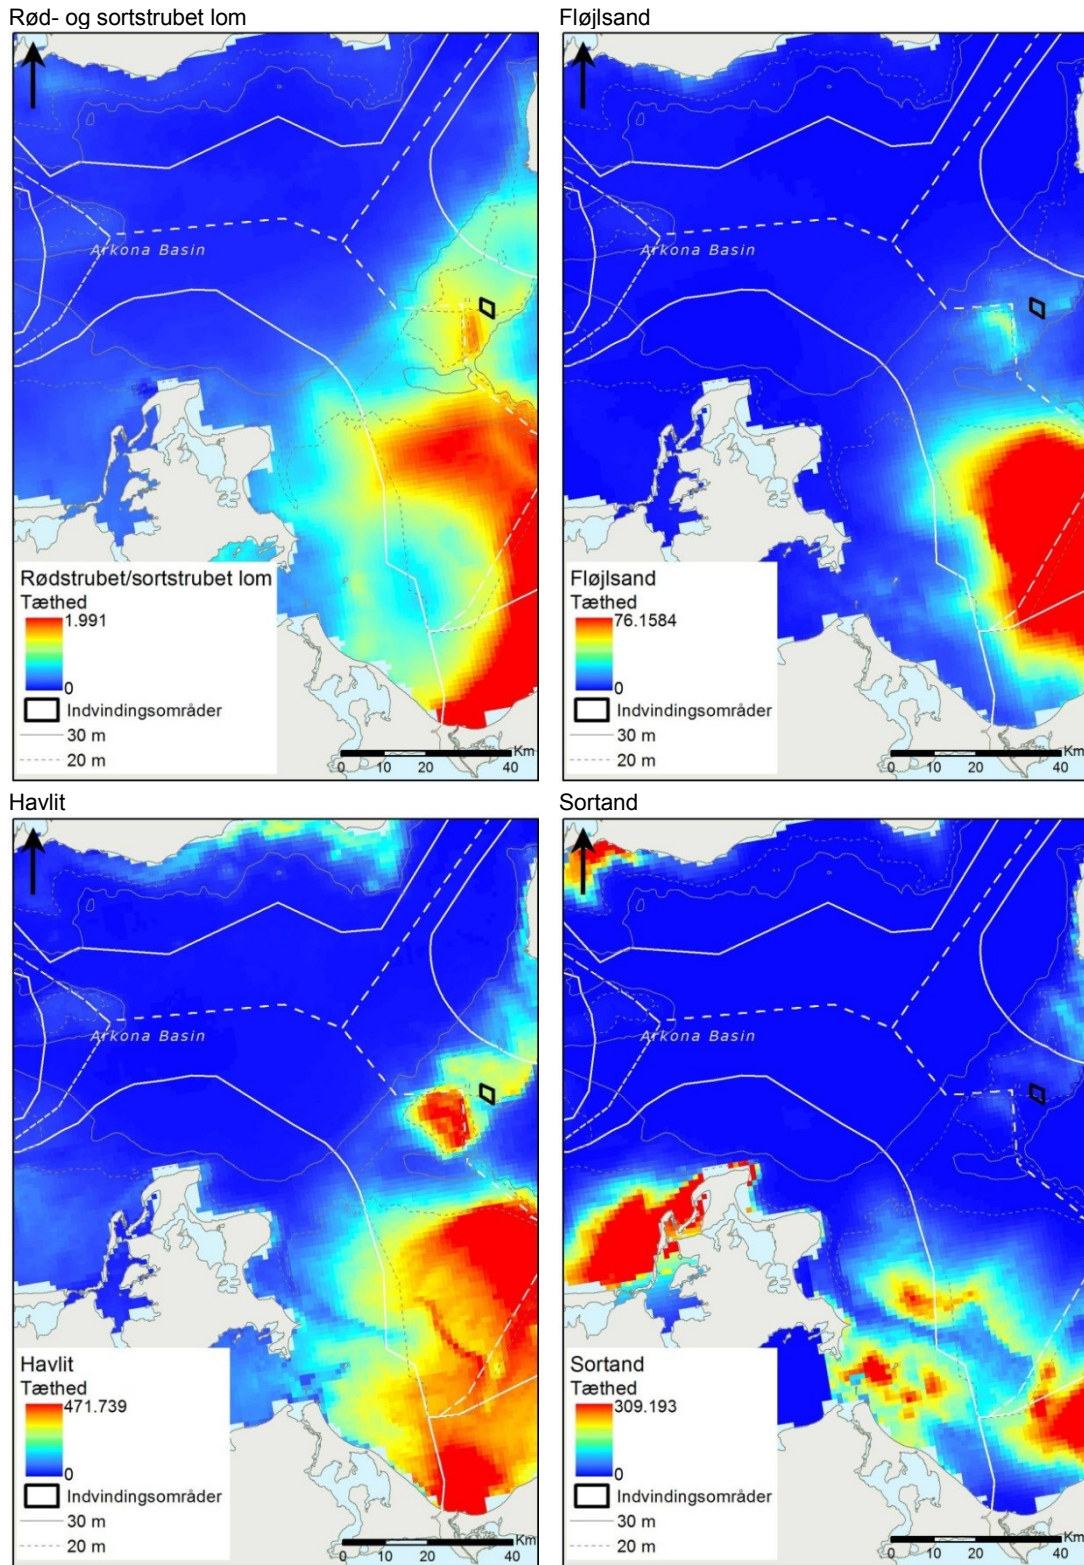 Rød- og sortstrubet lom
Arkona Basin
Rødstrubet/sortstrubet lom
Tæthed
1.991
0
Indvindingsområder
30 m
20 m
Km
0 10 20 40
Fløjlsand
Arkona Basin
Fløjlsand
Tæthed
76.1584
0
Indvindingsområder
30 m
20 m
Km
0 10 20 40
Havlit
Arkona Basin
Havlit
Tæthed
471.739
0
Indvindingsområder
30 m
20 m
Km
0 10 20 40
Sortand
Arkona Basin
Sortand
Tæthed
309.193
0
Indvindingsområder
30 m
20 m
Km
0 10 20 40